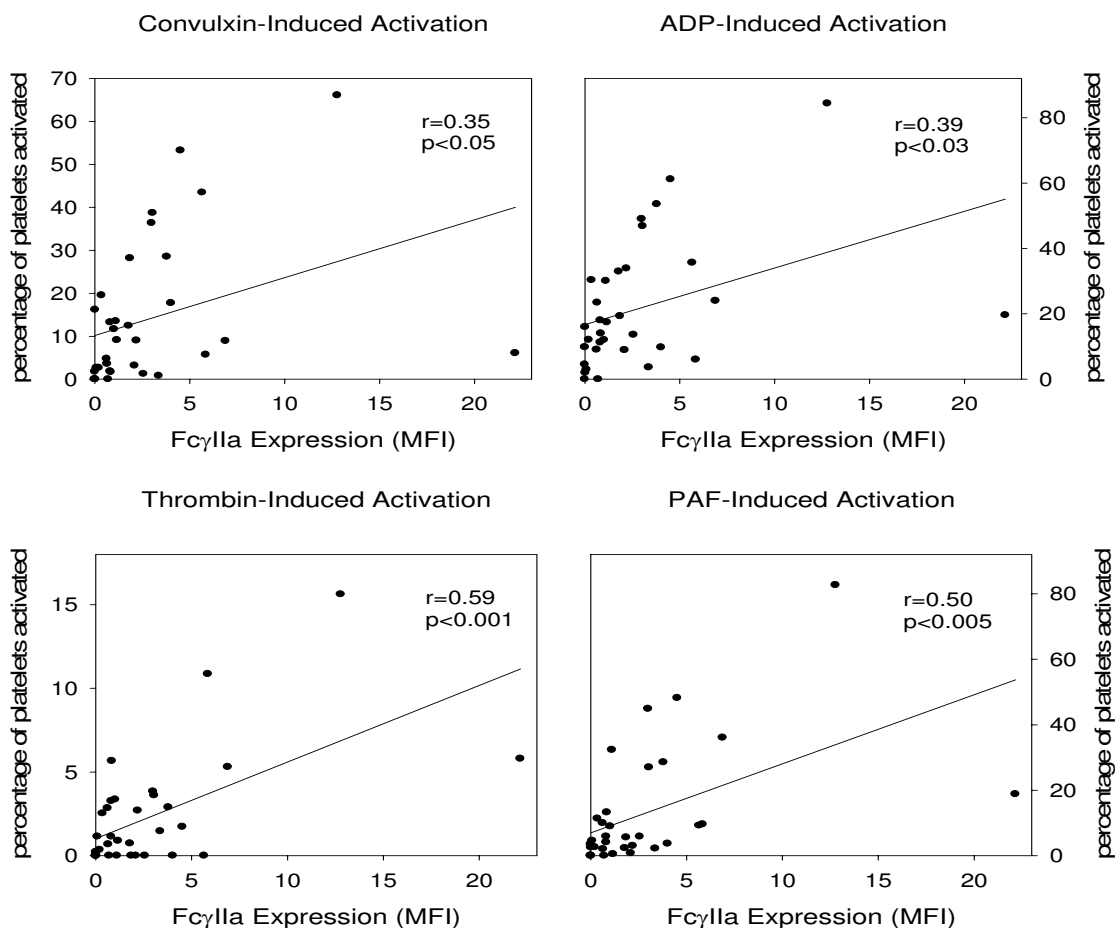 Convulxin-Induced Activation
ADP-Induced Activation
percentage of platelets activated
70
60
50
40
30
20
10
0
r=0.35
p<0.05
0 5 10 15 20
FcγIIa Expression (MFI)
r=0.39
p<0.03
80
60
40
20
0
percentage of platelets activated
0 5 10 15 20
FcγIIa Expression (MFI)
Thrombin-Induced Activation
PAF-Induced Activation
percentage of platelets activated
15
10
5
0
r=0.59
p<0.001
0 5 10 15 20
FcγIIa Expression (MFI)
r=0.50
p<0.005
80
60
40
20
0
percentage of platelets activated
0 5 10 15 20
FcγIIa Expression (MFI)